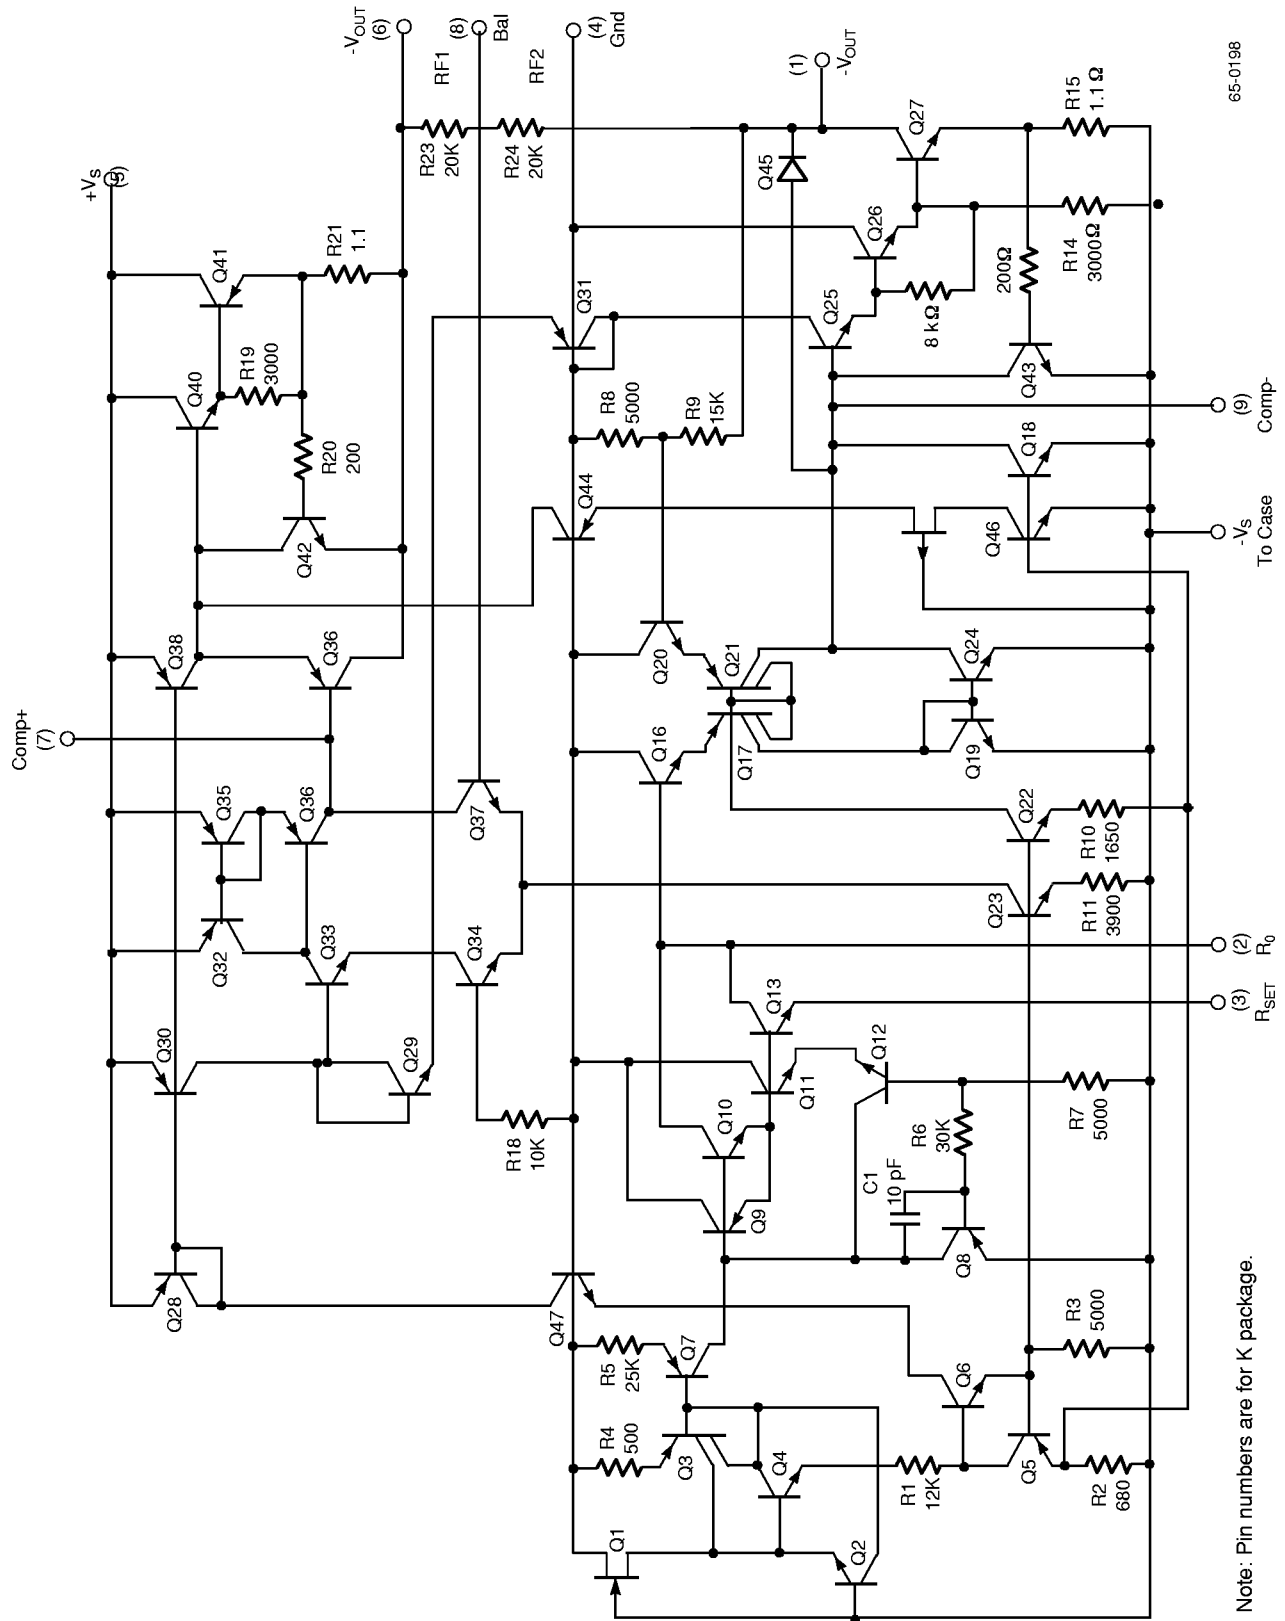 +VS
(5)
-VOUT
(6)
(8)
Bal
(4)
Gnd
RF1
RF2
R23
20K
R24
20K
(1)
-VOUT
65-0198
Q41
R21
1.1
Q40
R19
3000
R20
200
Q42
Q31
R8
5000
R9
15K
Q44
Q45
Q27
R15
1.1 Ω
Q26
R14
3000Ω
200Ω
Q25
8 kΩ
Q43
(9)
Comp-
Q18
Q46
-VS
To Case
Comp+
(7)
Q38
Q36
Q20
Q21
Q24
Q16
Q17
Q19
Q35
Q36
Q37
Q22
R10
1650
Q23
R11
3900
Q32
Q33
Q34
(2)
R0
(3)
RSET
Q30
Q29
Q13
Q12
Q11
Q10
R6
30K
R7
5000
R18
10K
C1
10 pF
Q9
Q8
Q28
Q47
R5
25K
Q7
R3
5000
Q6
R4
500
Q3
Q4
R1
12K
Q5
R2
680
Q1
Q2
Note: Pin numbers are for K package.